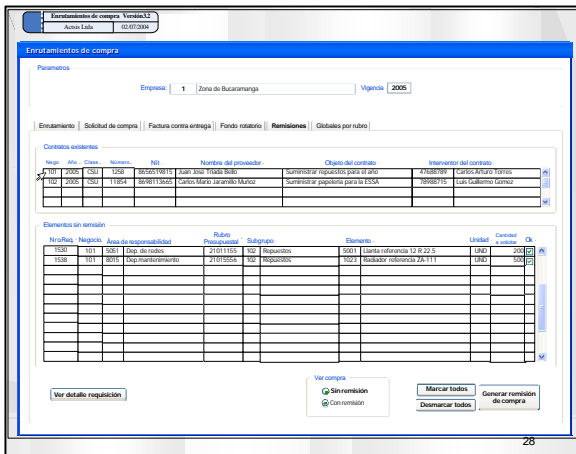 Enrutamientos de compra Versión3.2
Actsis Ltda 02/07/2004
Enrutamientos de compra
Parametros
Empresa: 1 Zona de Bucaramanga Vigencia 2005
Enrutamiento Solicitud de compra Factura contra entrega Fondo rotatorio Remisiones Globales por rubro
Contratos existentes
Nego Año Clase Número Nit Nombre del proveedor Objeto del contrato Interventor del contrato
101 2005 CSU 1258 8656519815 Juan José Triada Bello Suministrar repuestos para el año 47688789 Carlos Arturo Torres
102 2005 CSU 11854 8698113665 Carlos Mario Jaramillo Muñoz Suministrar papeleria para la ESSA 78988715 Luis Guillermo Gomez
Elementos sin remisión
Nro Req. Negocio Área de responsabilidad Rubro Presupuestal Subgrupo Elemento Unidad Cantidad a solicitar Ok
1530 101 5051 Dep. de redes 21011155 102 Repuestos 5001 Llanta referencia 12 R 22.5 UND 200
1538 101 8015 Dep.mantenimiento 21015556 102 Repuestos 1023 Radiador referencia ZA-111 UND 500
Ver compra
Ver detalle requisición
Sin remisión
Con remisión
Marcar todos
Desmarcar todos
Generar remisión
de compra
28